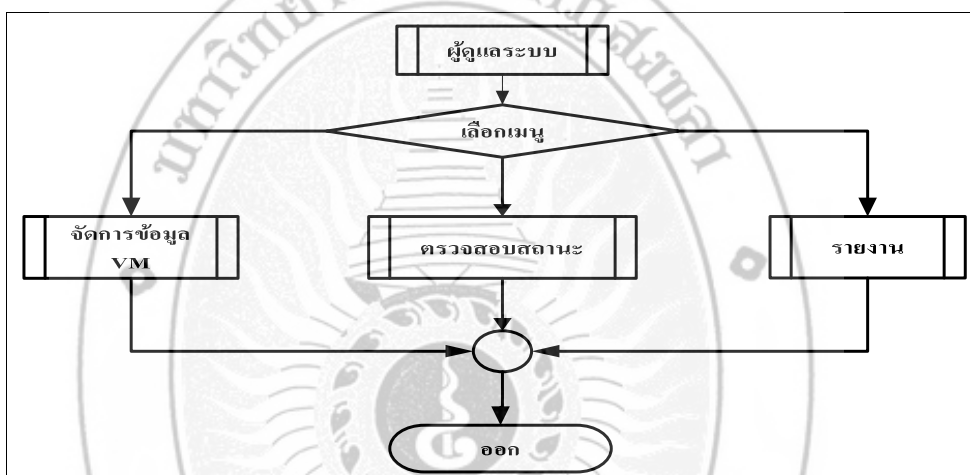 ผู้ดูแลระบบ
เลือกเมนู
จัดการข้อมูล
VM
ตรวจสอบสถานะ
รายงาน
ออก